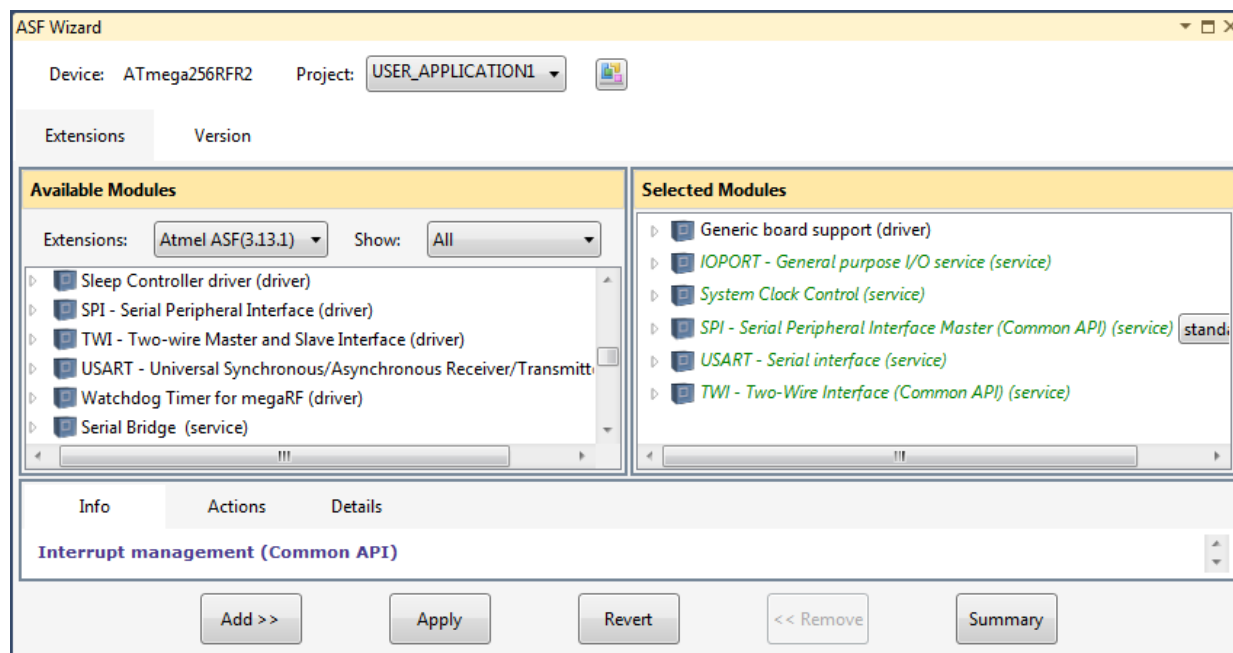 ASF Wizard
Device: ATmega256RFR2 Project: USER_APPLICATION1
Extensions Version
Available Modules
Extensions: Atmel ASF(3.13.1) Show: All
Sleep Controller driver (driver)
SPI - Serial Peripheral Interface (driver)
TWI - Two-wire Master and Slave Interface (driver)
USART - Universal Synchronous/Asynchronous Receiver/Transmitt
Watchdog Timer for megaRF (driver)
Serial Bridge (service)
Selected Modules
Generic board support (driver)
IOPORT - General purpose I/O service (service)
System Clock Control (service)
SPI - Serial Peripheral Interface Master (Common API) (service) standa
USART - Serial interface (service)
TWI - Two-Wire Interface (Common API) (service)
Info Actions Details
Interrupt management (Common API)
Add >> Apply Revert << Remove Summary